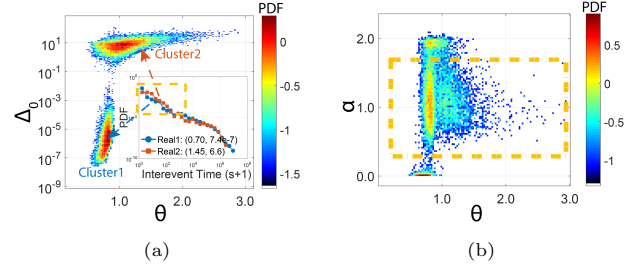 PDF
10¹
10⁻¹
10⁻³
10⁻⁵
10⁻⁷
10⁻⁹
Δ₀
Cluster2
Cluster1
PDF
Real1: (0.70, 7.4e-7)
Real2: (1.45, 6.6)
Interevent Time (s+1)
1.0
2.0
3.0
θ
0
-0.5
-1
-1.5
(a)
PDF
2.0
1.0
0.0
α
1.0
2.0
3.0
θ
0.5
0
-0.5
-1
(b)